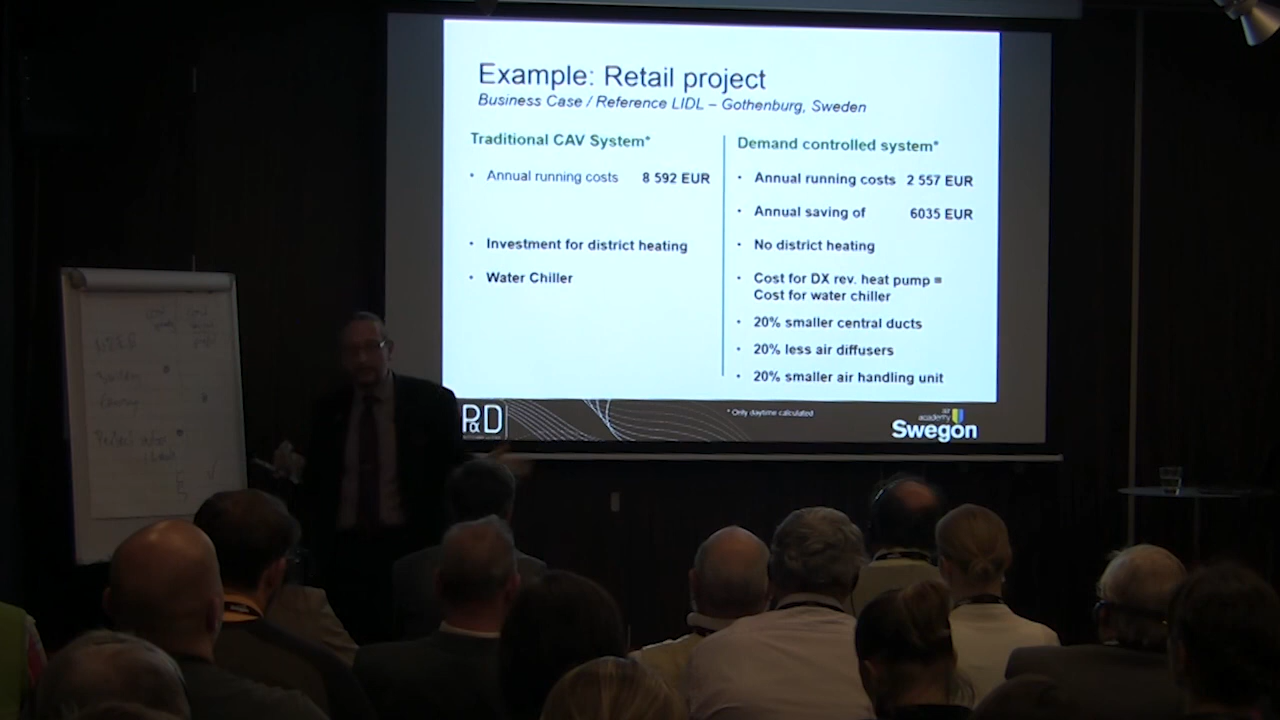 Example: Retail project
Business Case / Reference LIDL – Gothenburg, Sweden
Traditional CAV System*
• Annual running costs 8 592 EUR
• Investment for district heating
• Water Chiller
Demand controlled system*
• Annual running costs 2 557 EUR
• Annual saving of 6035 EUR
• No district heating
• Cost for DX rev. heat pump =
Cost for water chiller
• 20% smaller central ducts
• 20% less air diffusers
• 20% smaller air handling unit
P&D
* Only daytime calculated
air
academy
Swegon